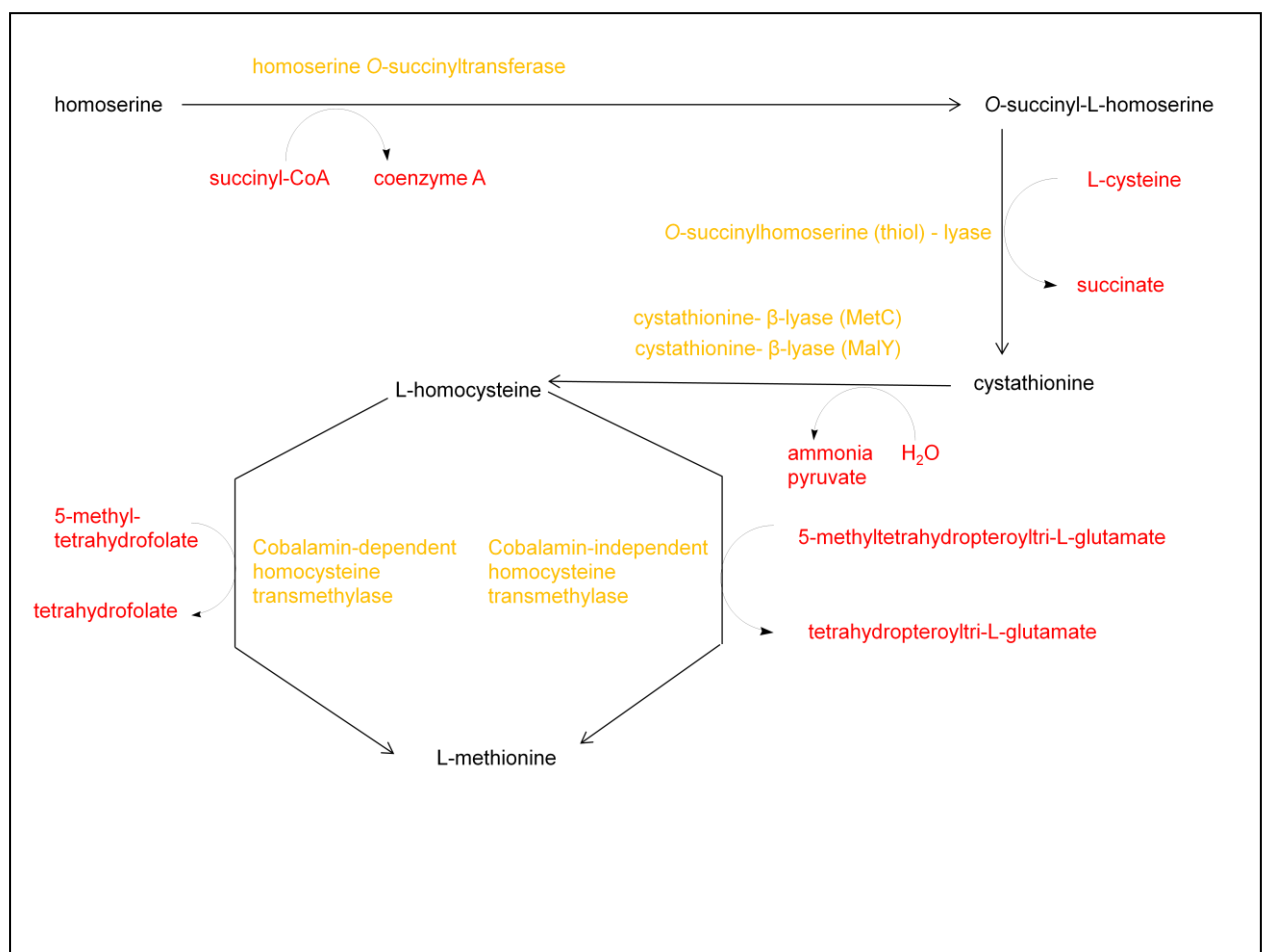 homoserine O-succinyltransferase
homoserine
O-succinyl-L-homoserine
succinyl-CoA
coenzyme A
L-cysteine
O-succinylhomoserine (thiol) - lyase
succinate
cystathionine- β-lyase (MetC)
cystathionine- β-lyase (MalY)
L-homocysteine
cystathionine
ammonia
pyruvate
H₂O
5-methyl-
tetrahydrofolate
tetrahydrofolate
Cobalamin-dependent
homocysteine
transmethylase
Cobalamin-independent
homocysteine
transmethylase
5-methyltetrahydropteroyltri-L-glutamate
tetrahydropteroyltri-L-glutamate
L-methionine